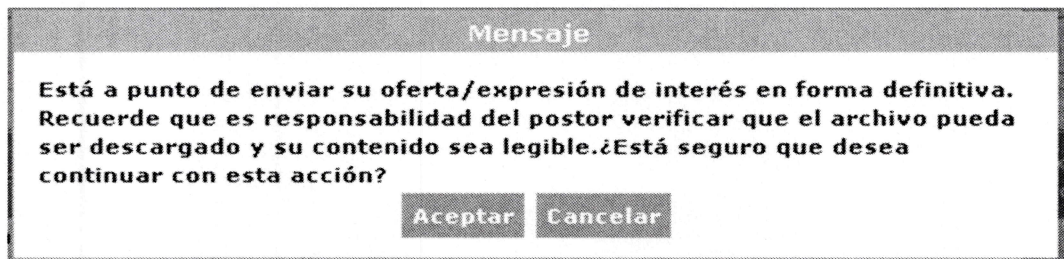 Mensaje
Está a punto de enviar su oferta/expresión de interés en forma definitiva.
Recuerde que es responsabilidad del postor verificar que el archivo pueda
ser descargado y su contenido sea legible.¿Está seguro que desea
continuar con esta acción?
Aceptar Cancelar